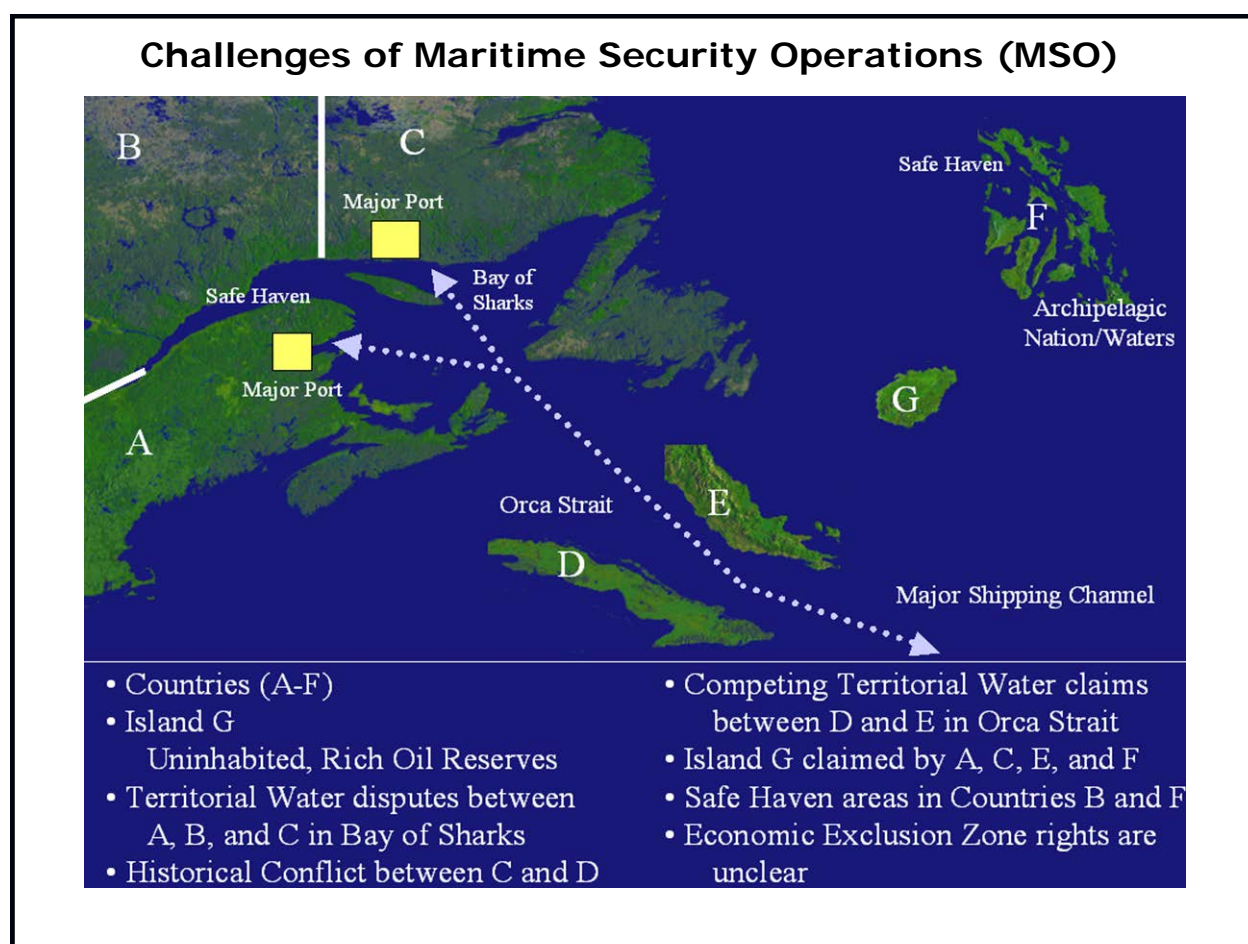 Challenges of Maritime Security Operations (MSO)
B
C
Major Port
Safe Haven
F
Bay of
Sharks
Safe Haven
Archipelagic
Nation/Waters
Major Port
G
A
E
Orca Strait
D
Major Shipping Channel
• Countries (A-F)
• Island G
Uninhabited, Rich Oil Reserves
• Territorial Water disputes between
A, B, and C in Bay of Sharks
• Historical Conflict between C and D
• Competing Territorial Water claims
between D and E in Orca Strait
• Island G claimed by A, C, E, and F
• Safe Haven areas in Countries B and F
• Economic Exclusion Zone rights are
unclear